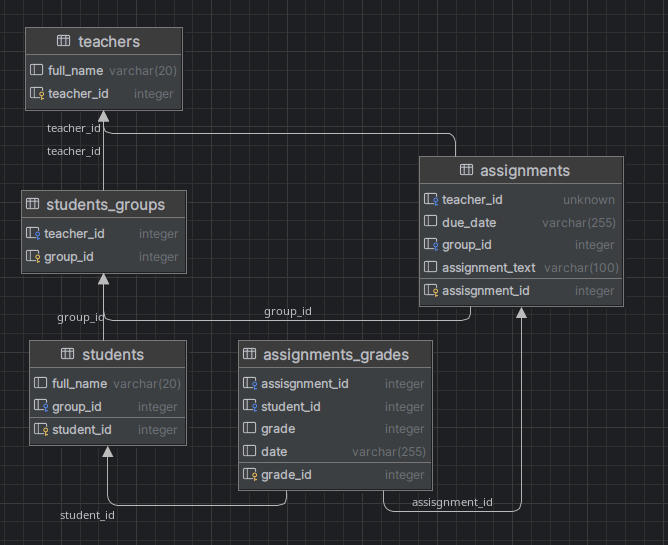 teachers
full_name varchar(20)
teacher_id integer
teacher_id
teacher_id
assignments
teacher_id unknown
due_date varchar(255)
group_id integer
assignment_text varchar(100)
assisgnment_id integer
students_groups
teacher_id integer
group_id integer
group_id
group_id
students
full_name varchar(20)
group_id integer
student_id integer
assignments_grades
assisgnment_id integer
student_id integer
grade integer
date varchar(255)
grade_id integer
assisgnment_id
student_id